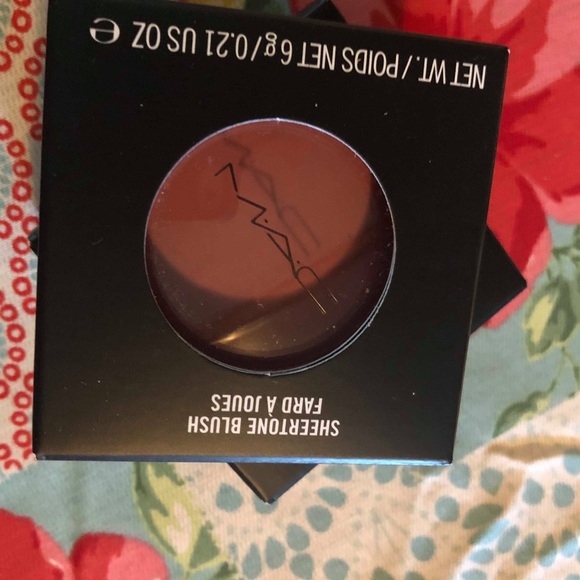 SHEERTONE BLUSH
FARD À JOUES
M·A·C
NET WT. / POIDS NET 6 g / 0.21 US OZ ℮